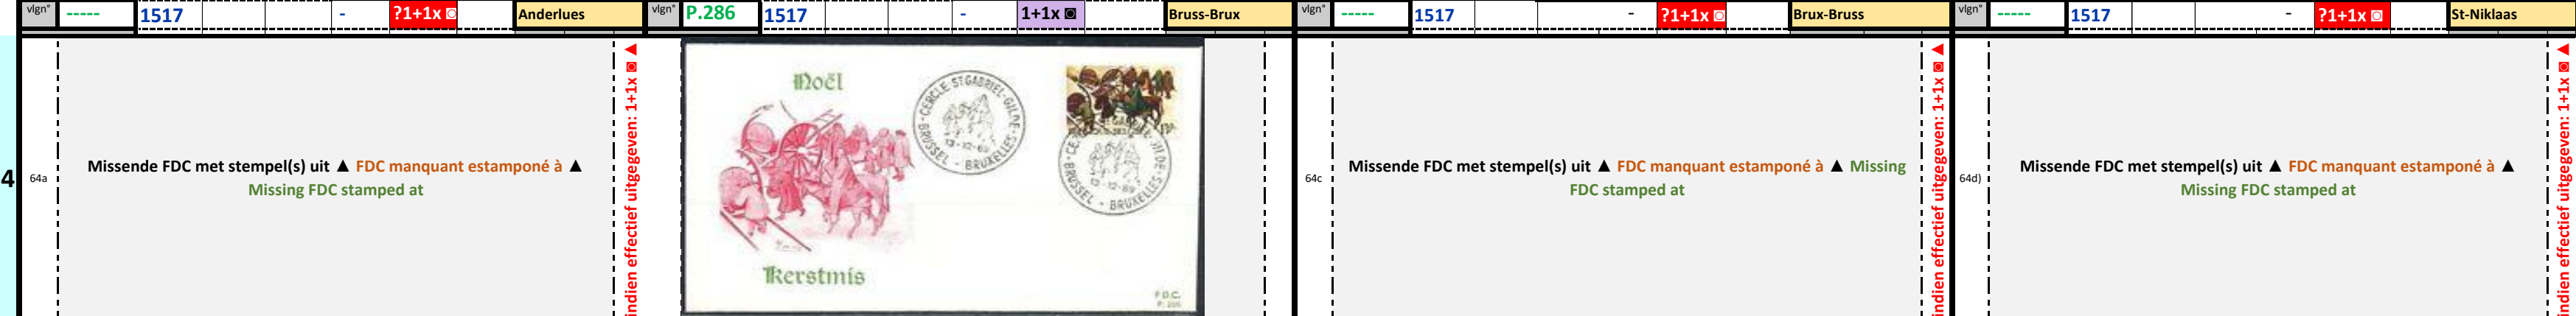 vlgn° ----- 1517 - ?1+1x ◙ Anderlues vlgn° P.286 1517 - 1+1x ◙ Bruss-Brux vlgn° ----- 1517 - ?1+1x ◙ Brux-Bruss vlgn° ----- 1517 - ?1+1x ◙ St-Niklaas
4
64a
Missende FDC met stempel(s) uit ▲ FDC manquant estamponé à ▲
Missing FDC stamped at
indien effectief uitgegeven: 1+1x ◙ ▲
Noël
CERCLE-ST GABRIEL-GILDE
13-12-69
BRUSSEL - BRUXELLES
BRUSSEL - BRUXELLES
Kerstmis
F.D.C.
64c
Missende FDC met stempel(s) uit ▲ FDC manquant estamponé à ▲ Missing
FDC stamped at
indien effectief uitgegeven: 1+1x ◙ ▲
64d)
Missende FDC met stempel(s) uit ▲ FDC manquant estamponé à ▲
Missing FDC stamped at
indien effectief uitgegeven: 1+1x ◙ ▲